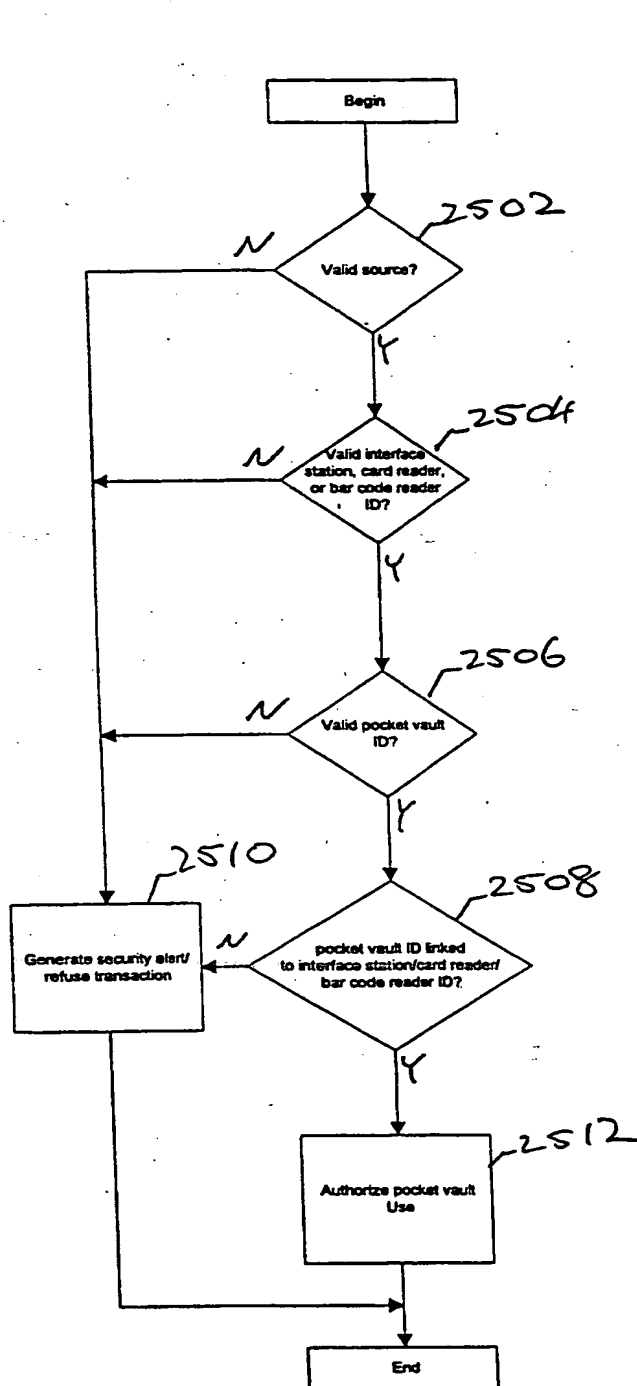 Begin
2502
N
Valid source?
Y
2504
N
Valid interface
station, card reader,
or bar code reader
ID?
Y
2506
N
Valid pocket vault
ID?
Y
2510
2508
Generate security alert/
refuse transaction
N
pocket vault ID linked
to interface station/card reader/
bar code reader ID?
Y
2512
Authorize pocket vault
Use
End